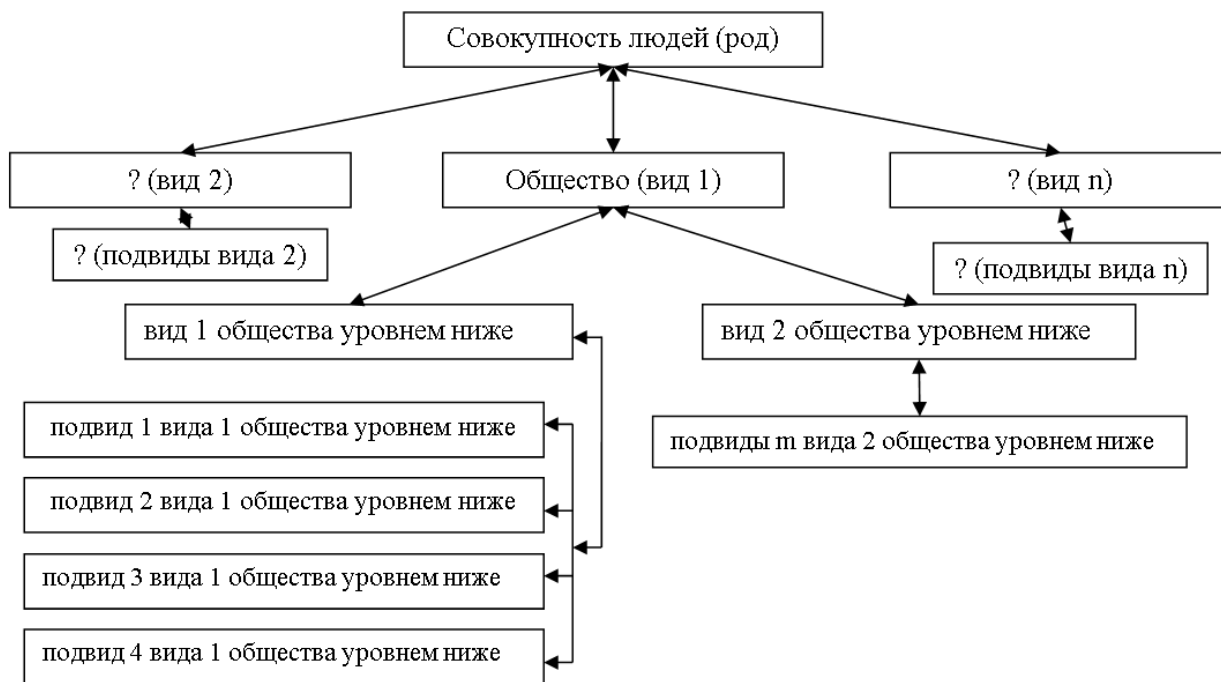 Совокупность людей (род)
? (вид 2)
Общество (вид 1)
? (вид n)
? (подвиды вида 2)
? (подвиды вида n)
вид 1 общества уровнем ниже
вид 2 общества уровнем ниже
подвид 1 вида 1 общества уровнем ниже
подвиды m вида 2 общества уровнем ниже
подвид 2 вида 1 общества уровнем ниже
подвид 3 вида 1 общества уровнем ниже
подвид 4 вида 1 общества уровнем ниже